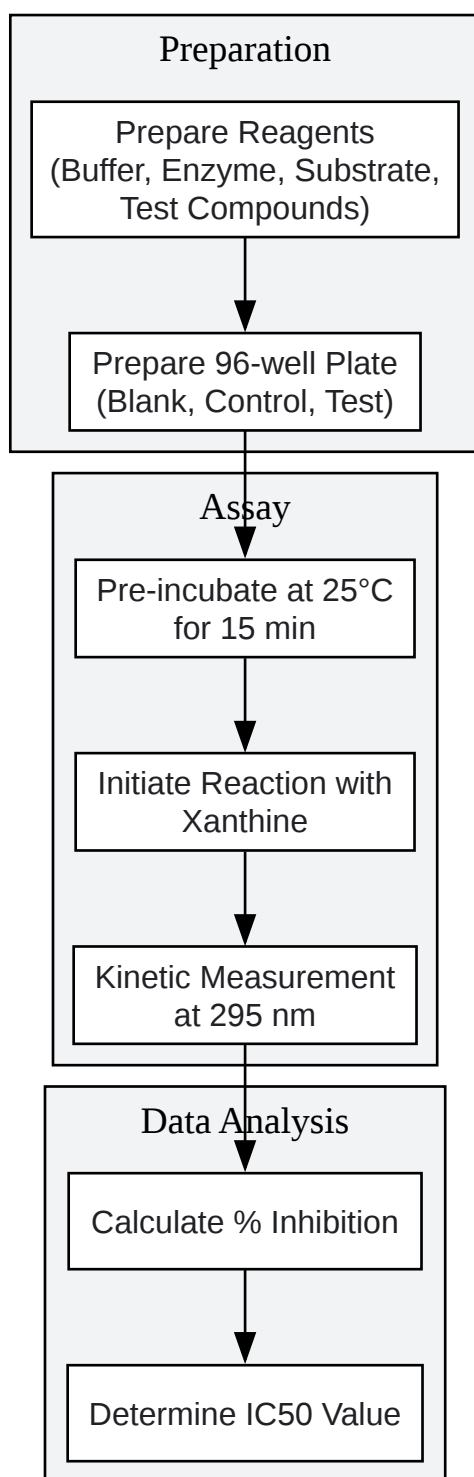 Preparation
Prepare Reagents
(Buffer, Enzyme, Substrate,
Test Compounds)
Prepare 96-well Plate
(Blank, Control, Test)
Assay
Pre-incubate at 25°C
for 15 min
Initiate Reaction with
Xanthine
Kinetic Measurement
at 295 nm
Data Analysis
Calculate % Inhibition
Determine IC50 Value